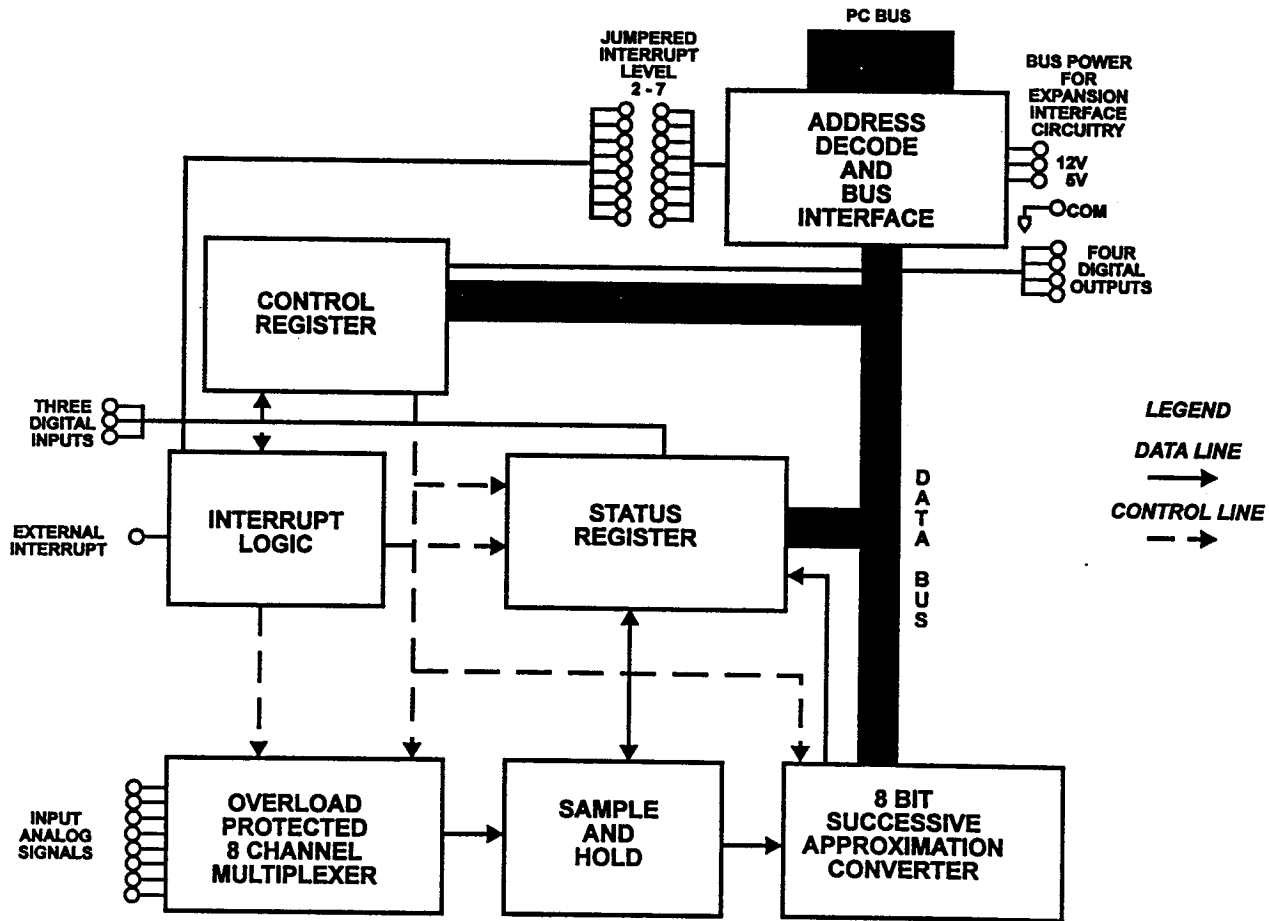 PC BUS
JUMPERED
INTERRUPT
LEVEL
2 - 7
BUS POWER
FOR
EXPANSION
INTERFACE
CIRCUITRY
12V
5V
COM
ADDRESS
DECODE
AND
BUS
INTERFACE
FOUR
DIGITAL
OUTPUTS
CONTROL
REGISTER
THREE
DIGITAL
INPUTS
INTERRUPT
LOGIC
EXTERNAL
INTERRUPT
STATUS
REGISTER
DATA BUS
LEGEND
DATA LINE
CONTROL LINE
INPUT
ANALOG
SIGNALS
OVERLOAD
PROTECTED
8 CHANNEL
MULTIPLEXER
SAMPLE
AND
HOLD
8 BIT
SUCCESSIVE
APPROXIMATION
CONVERTER